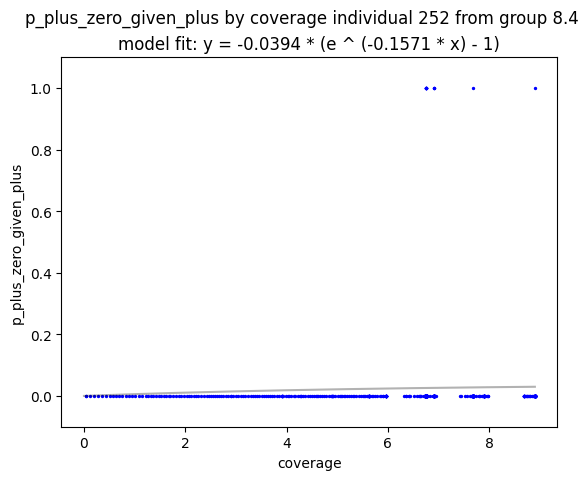 p_plus_zero_given_plus by coverage individual 252 from group 8.4
model fit: y = -0.0394 * (e ^ (-0.1571 * x) - 1)
1.0
0.8
0.6
0.4
0.2
0.0
p_plus_zero_given_plus
0
2
4
6
8
coverage